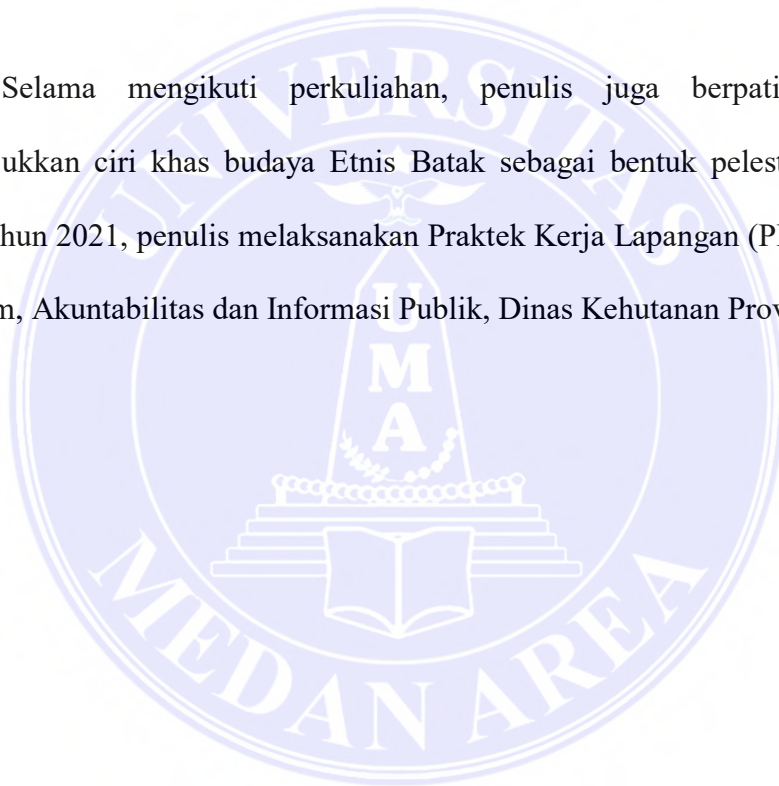 Selama mengikuti perkuliahan, penulis juga berpati
ukkan ciri khas budaya Etnis Batak sebagai bentuk pelest
hun 2021, penulis melaksanakan Praktek Kerja Lapangan (P
m, Akuntabilitas dan Informasi Publik, Dinas Kehutanan Prov
UNIVERSITAS
UMA
MEDAN AREA